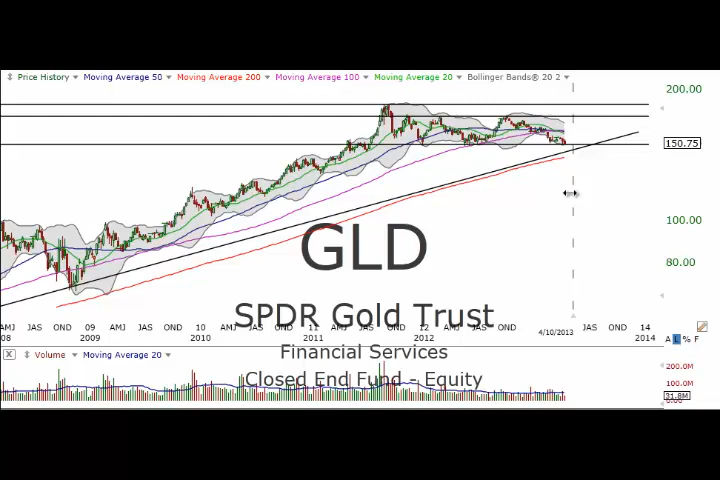 Price History Moving Average 50 Moving Average 200 Moving Average 100 Moving Average 20 Bollinger Bands® 20 2
200.00
150.75
100.00
80.00
GLD
SPDR Gold Trust
Financial Services
Closed End Fund - Equity
AMJ JAS OND 09 AMJ JAS OND 10 AMJ JAS OND 11 AMJ JAS OND 12 AMJ JAS OND 4/10/2013 JAS OND 14
08 2009 2010 2011 2012 2014
A L % F
X Volume Moving Average 20
200.0M
100.0M
31.8M
0.00